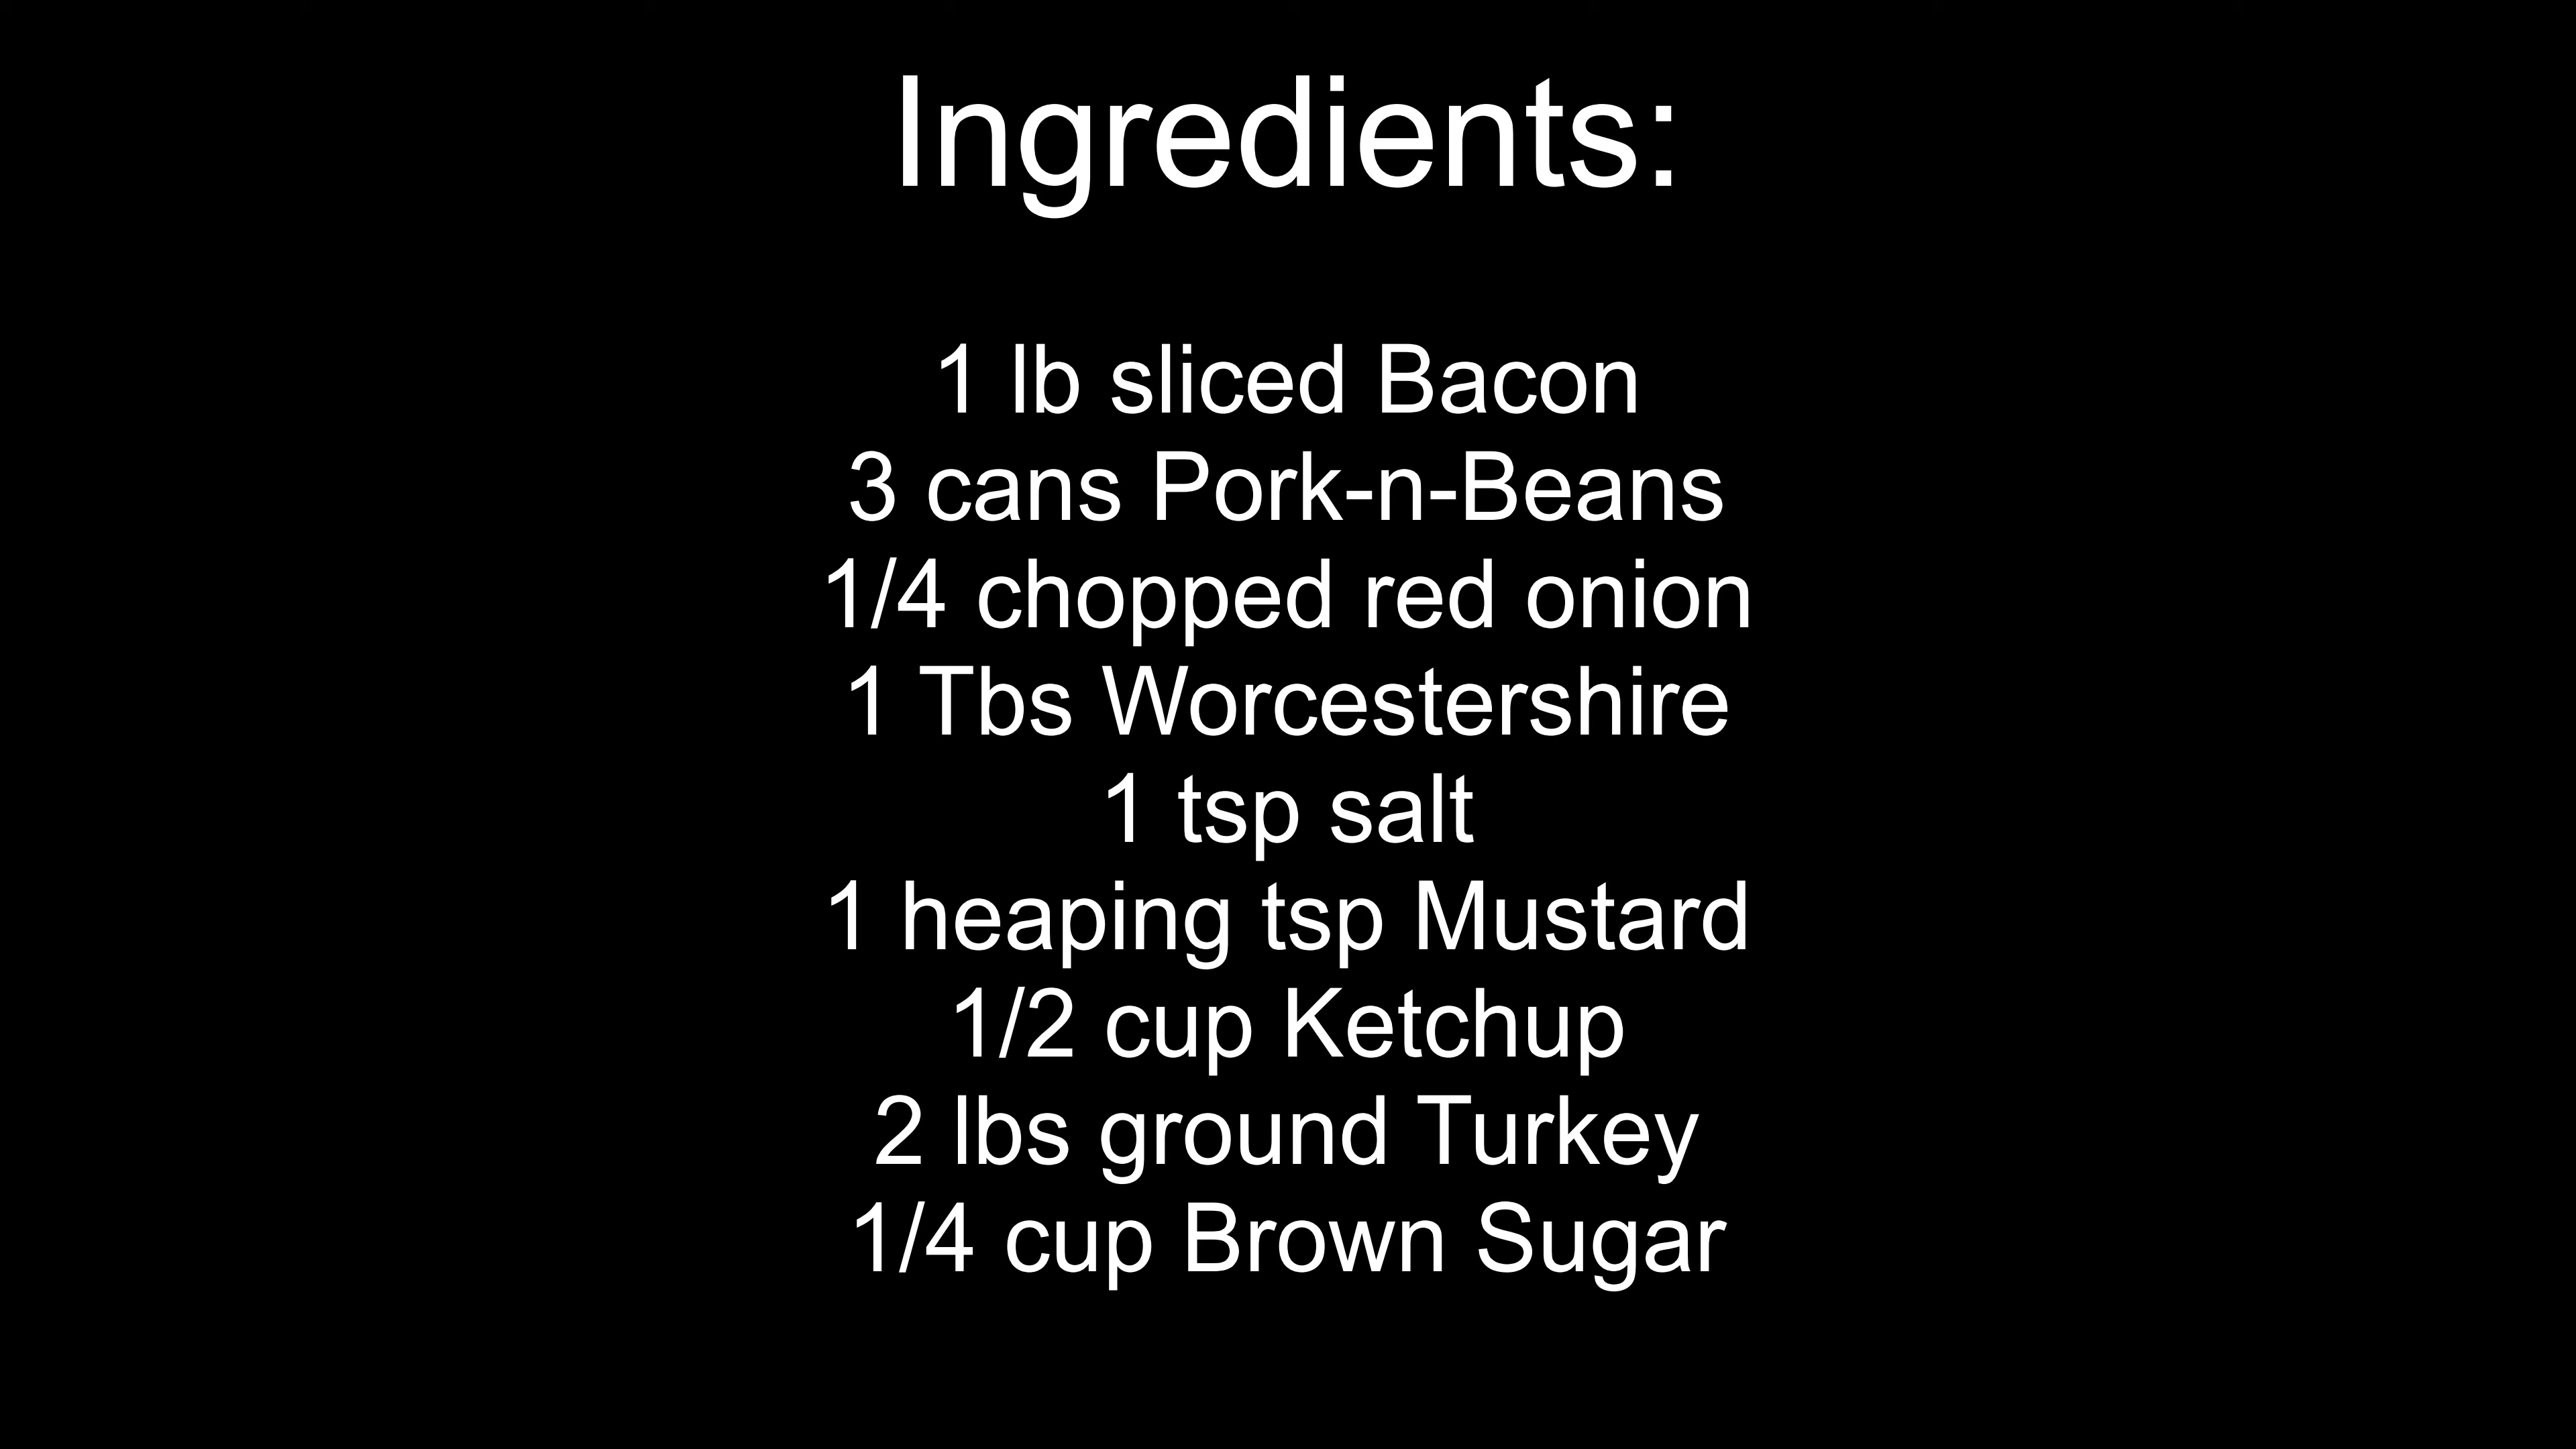 Ingredients:
1 lb sliced Bacon
3 cans Pork-n-Beans
1/4 chopped red onion
1 Tbs Worcestershire
1 tsp salt
1 heaping tsp Mustard
1/2 cup Ketchup
2 lbs ground Turkey
1/4 cup Brown Sugar